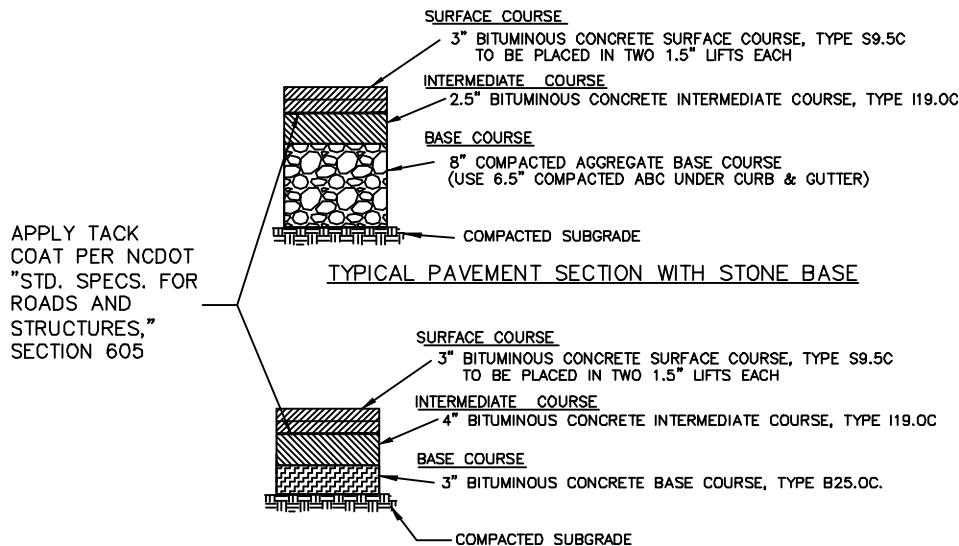 SURFACE COURSE
3" BITUMINOUS CONCRETE SURFACE COURSE, TYPE S9.5C
TO BE PLACED IN TWO 1.5" LIFTS EACH
INTERMEDIATE COURSE
2.5" BITUMINOUS CONCRETE INTERMEDIATE COURSE, TYPE I19.0C
BASE COURSE
8" COMPACTED AGGREGATE BASE COURSE
(USE 6.5" COMPACTED ABC UNDER CURB & GUTTER)
COMPACTED SUBGRADE
TYPICAL PAVEMENT SECTION WITH STONE BASE
APPLY TACK
COAT PER NCDOT
"STD. SPECS. FOR
ROADS AND
STRUCTURES,"
SECTION 605
SURFACE COURSE
3" BITUMINOUS CONCRETE SURFACE COURSE, TYPE S9.5C
TO BE PLACED IN TWO 1.5" LIFTS EACH
INTERMEDIATE COURSE
4" BITUMINOUS CONCRETE INTERMEDIATE COURSE, TYPE I19.0C
BASE COURSE
3" BITUMINOUS CONCRETE BASE COURSE, TYPE B25.0C.
COMPACTED SUBGRADE